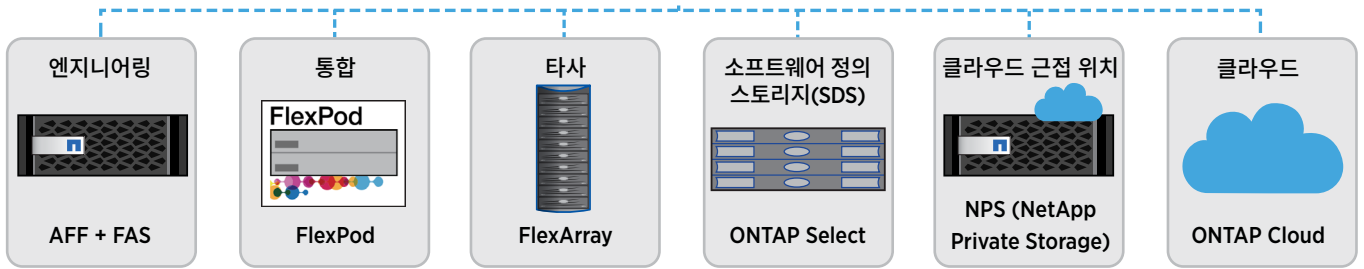 엔지니어링
AFF + FAS
통합
FlexPod
FlexPod
타사
FlexArray
소프트웨어 정의
스토리지(SDS)
ONTAP Select
클라우드 근접 위치
NPS (NetApp
Private Storage)
클라우드
ONTAP Cloud